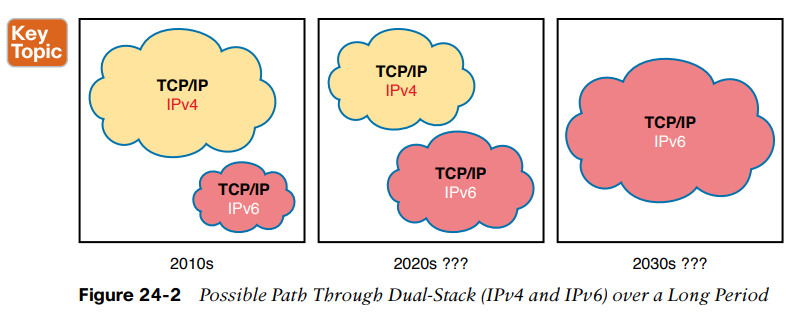 Key
Topic
TCP/IP
IPv4
TCP/IP
IPv6
2010s
TCP/IP
IPv4
TCP/IP
IPv6
2020s ???
TCP/IP
IPv6
2030s ???
Figure 24-2 Possible Path Through Dual-Stack (IPv4 and IPv6) over a Long Period